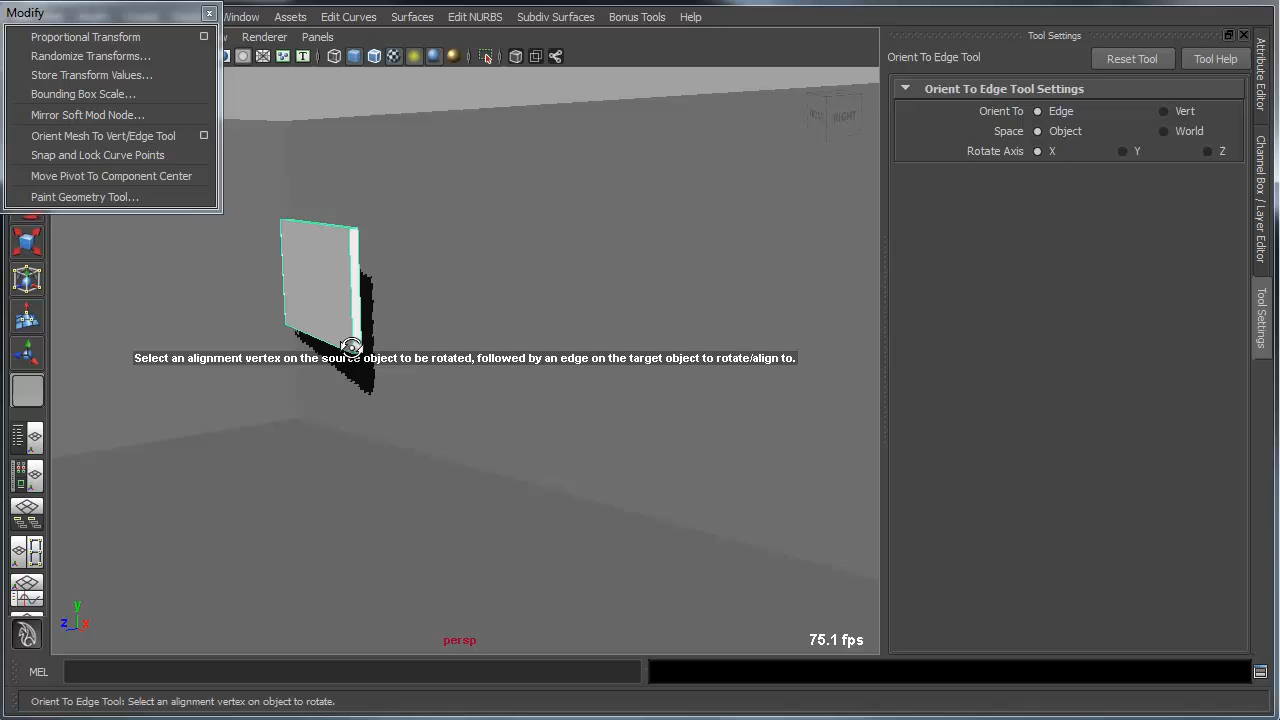 Modify
Window Assets Edit Curves Surfaces Edit NURBS Subdiv Surfaces Bonus Tools Help
Proportional Transform
Randomize Transforms...
Store Transform Values...
Bounding Box Scale...
Mirror Soft Mod Node...
Orient Mesh To Vert/Edge Tool
Snap and Lock Curve Points
Move Pivot To Component Center
Paint Geometry Tool...
Renderer Panels
RIGHT
Select an alignment vertex on the source object to be rotated, followed by an edge on the target object to rotate/align to.
y
z x
persp
75.1 fps
Tool Settings
Orient To Edge Tool
Reset Tool
Tool Help
Orient To Edge Tool Settings
Orient To Edge Vert
Space Object World
Rotate Axis X Y Z
Attribute Editor
Channel Box / Layer Editor
Tool Settings
MEL
Orient To Edge Tool: Select an alignment vertex on object to rotate.